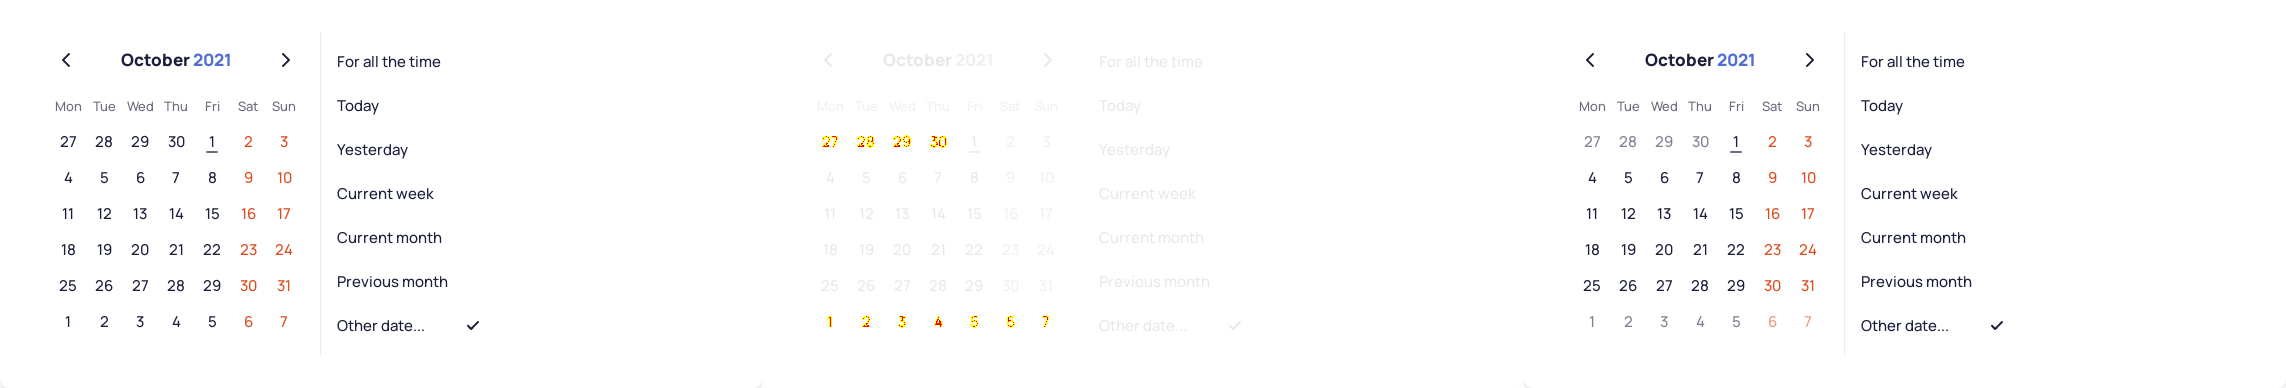 October 2021
Mon Tue Wed Thu Fri Sat Sun
27 28 29 30 1 2 3
4 5 6 7 8 9 10
11 12 13 14 15 16 17
18 19 20 21 22 23 24
25 26 27 28 29 30 31
1 2 3 4 5 6 7
For all the time
Today
Yesterday
Current week
Current month
Previous month
Other date...
October 2021
Mon Tue Wed Thu Fri Sat Sun
27 28 29 30 1 2 3
4 5 6 7 8 9 10
11 12 13 14 15 16 17
18 19 20 21 22 23 24
25 26 27 28 29 30 31
1 2 3 4 5 6 7
For all the time
Today
Yesterday
Current week
Current month
Previous month
Other date...
October 2021
Mon Tue Wed Thu Fri Sat Sun
27 28 29 30 1 2 3
4 5 6 7 8 9 10
11 12 13 14 15 16 17
18 19 20 21 22 23 24
25 26 27 28 29 30 31
1 2 3 4 5 6 7
For all the time
Today
Yesterday
Current week
Current month
Previous month
Other date...